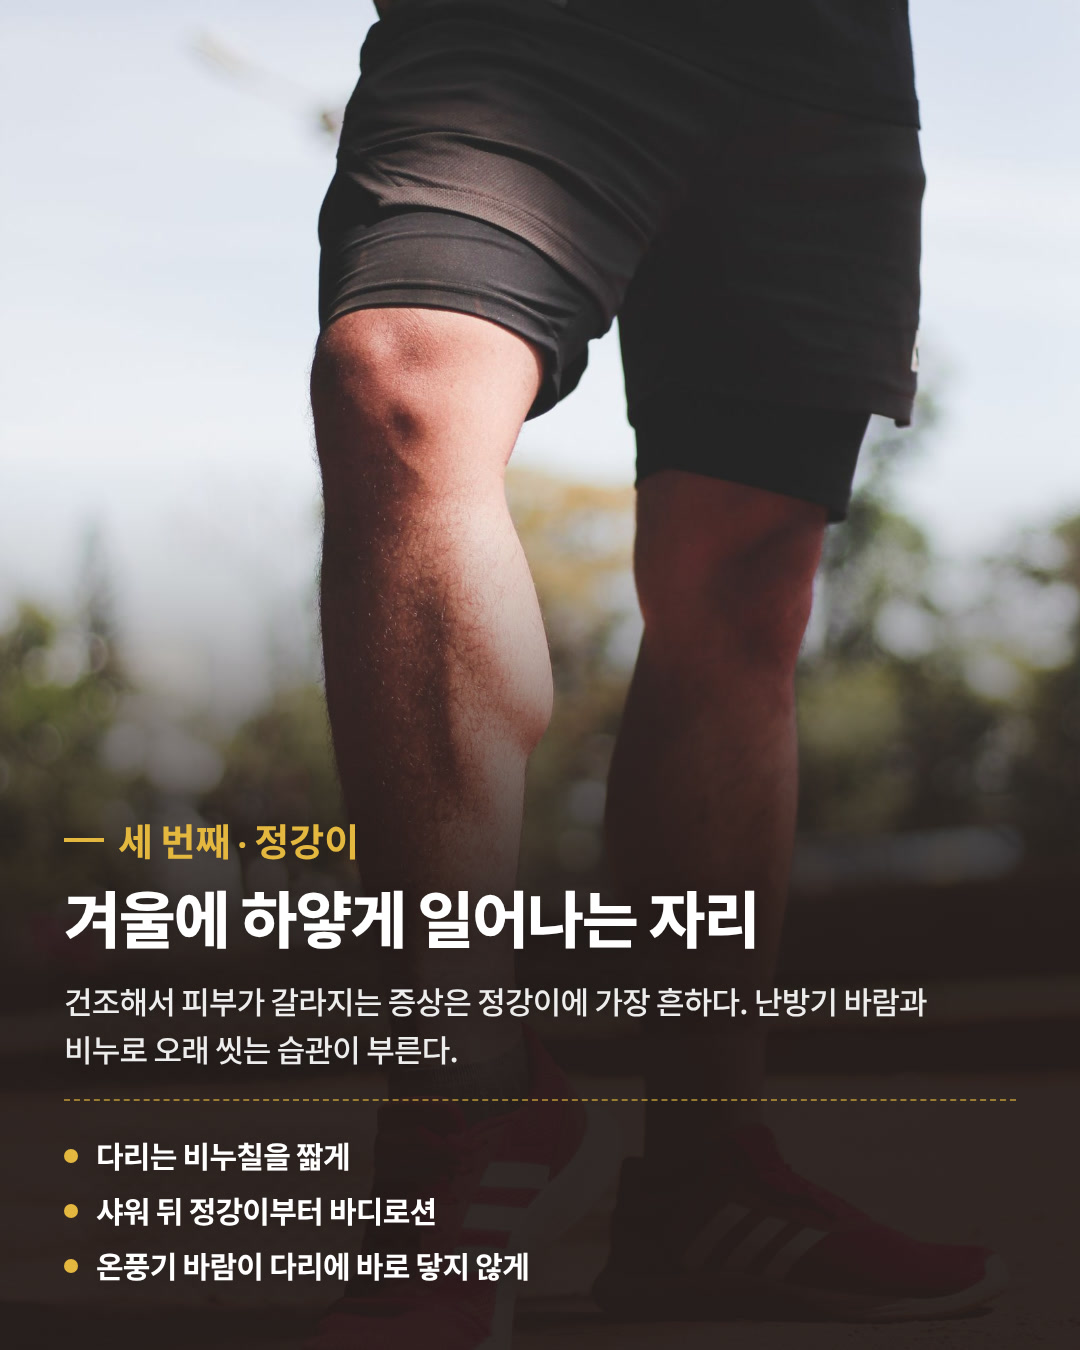 세 번째 · 정강이
겨울에 하얗게 일어나는 자리
건조해서 피부가 갈라지는 증상은 정강이에 가장 흔하다. 난방기 바람과
비누로 오래 씻는 습관이 부른다.
다리는 비누칠을 짧게
샤워 뒤 정강이부터 바디로션
온풍기 바람이 다리에 바로 닿지 않게